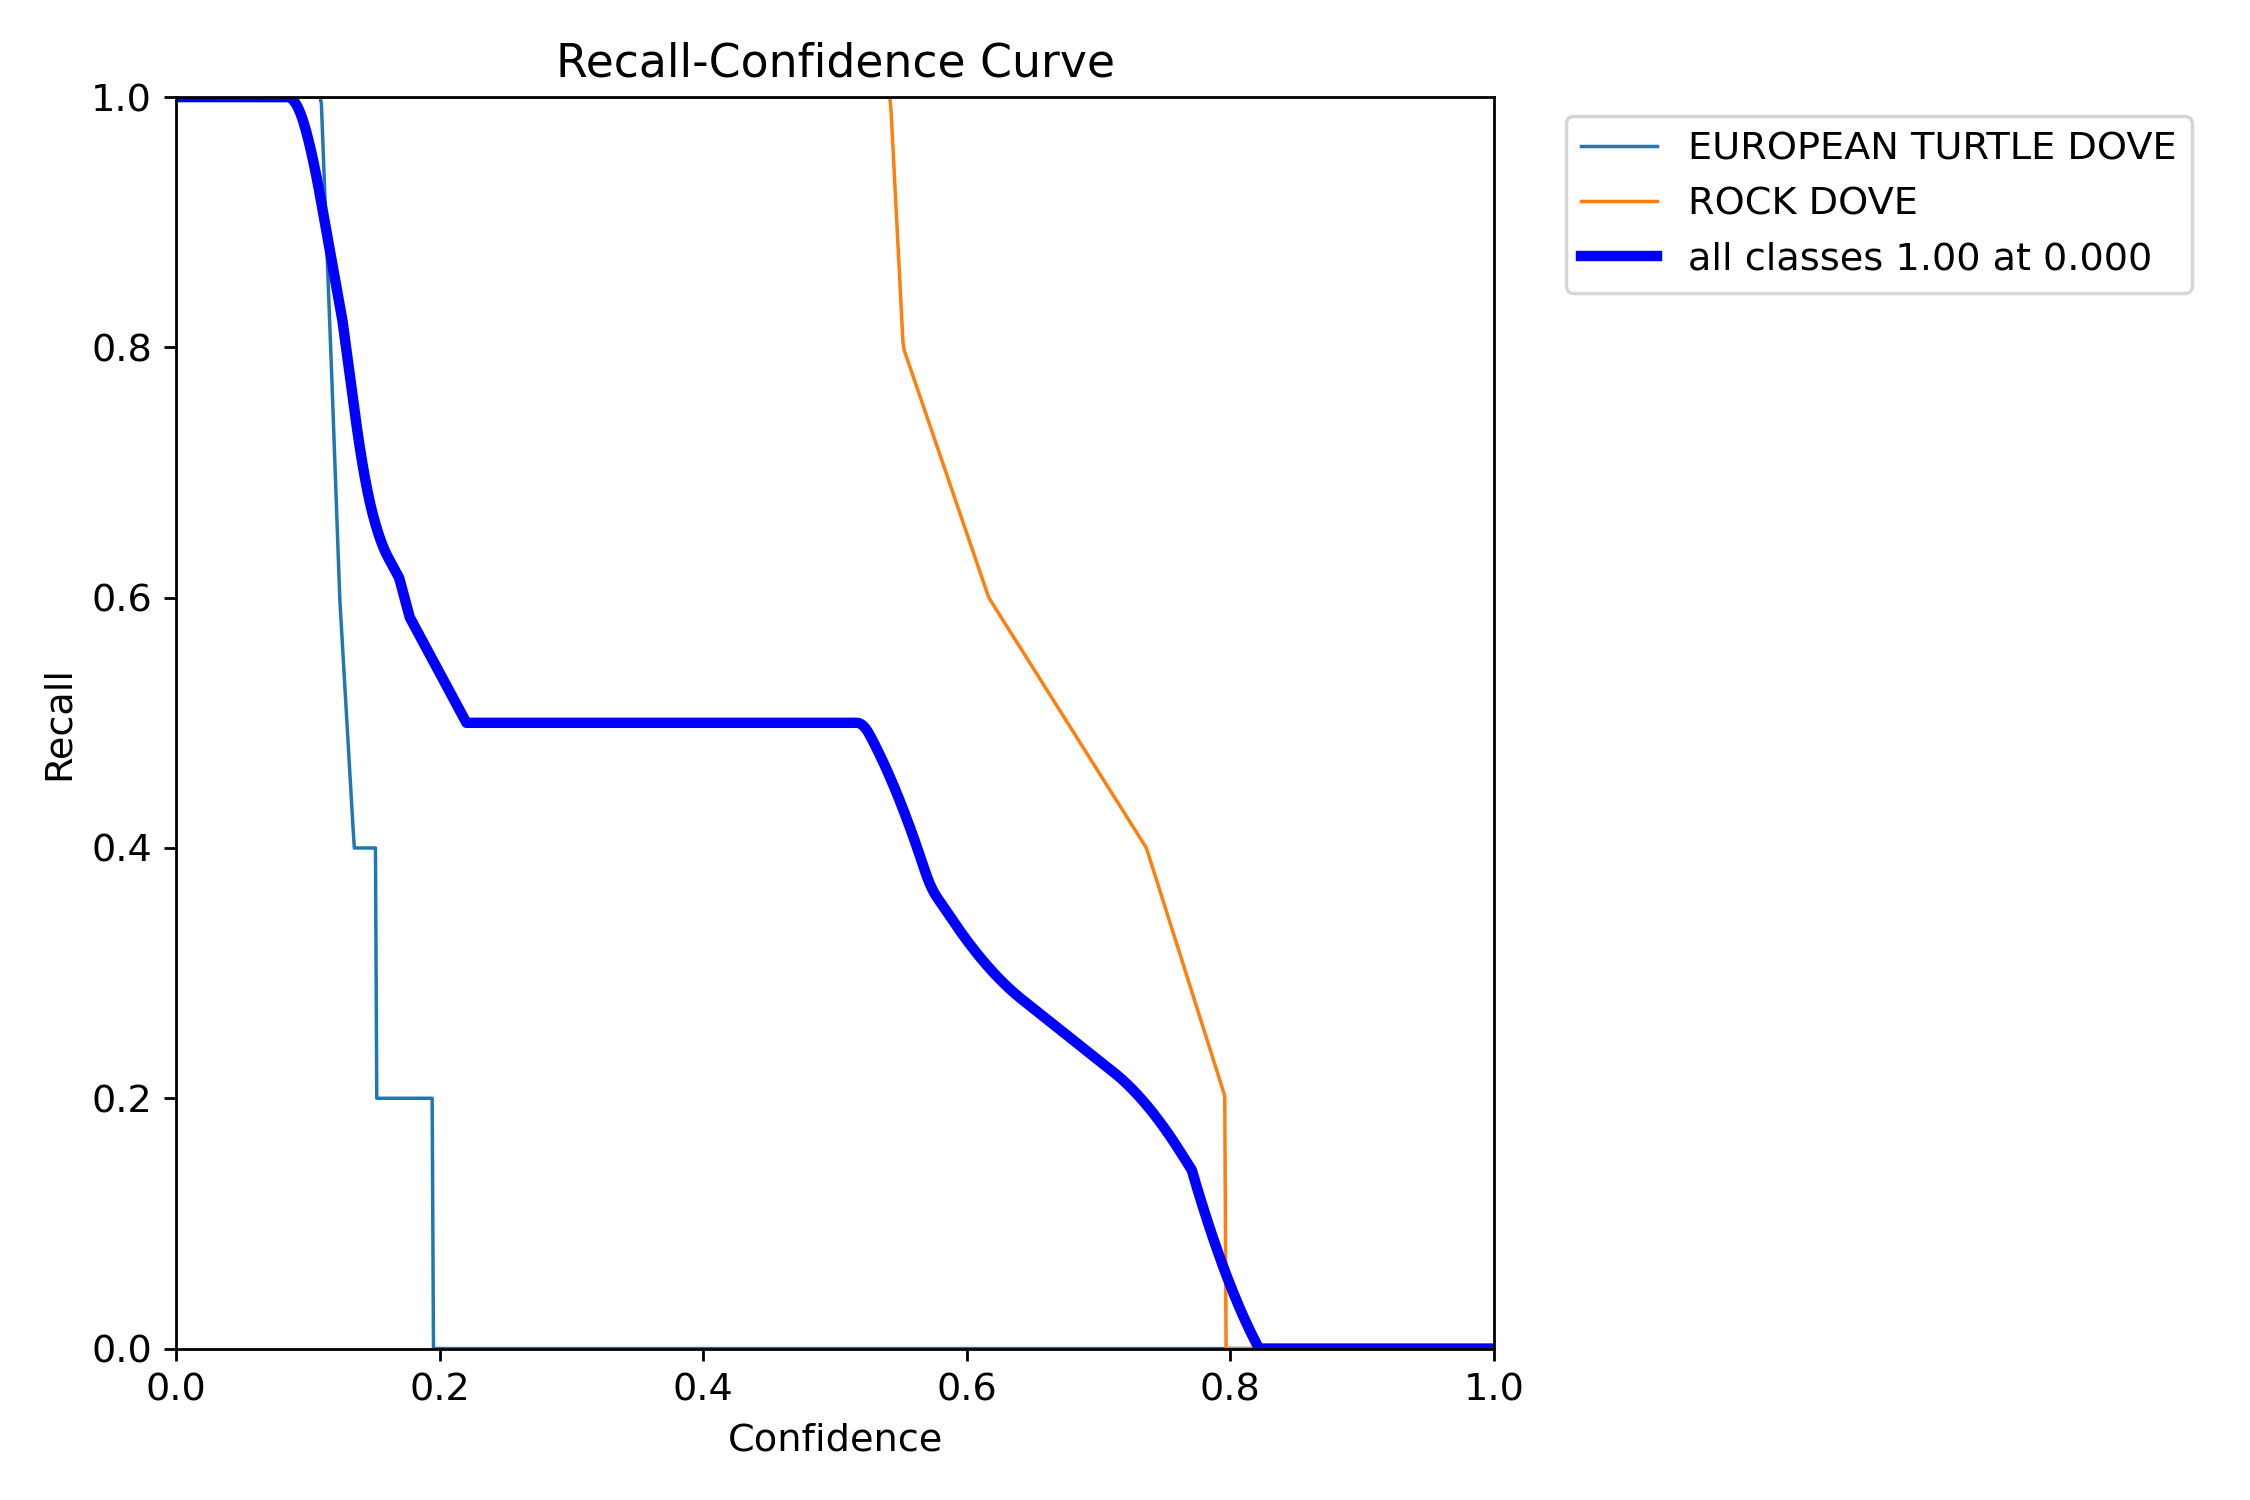 Recall-Confidence Curve
EUROPEAN TURTLE DOVE
ROCK DOVE
all classes 1.00 at 0.000
1.0
0.8
0.6
0.4
0.2
0.0
Recall
0.0 0.2 0.4 0.6 0.8 1.0
Confidence